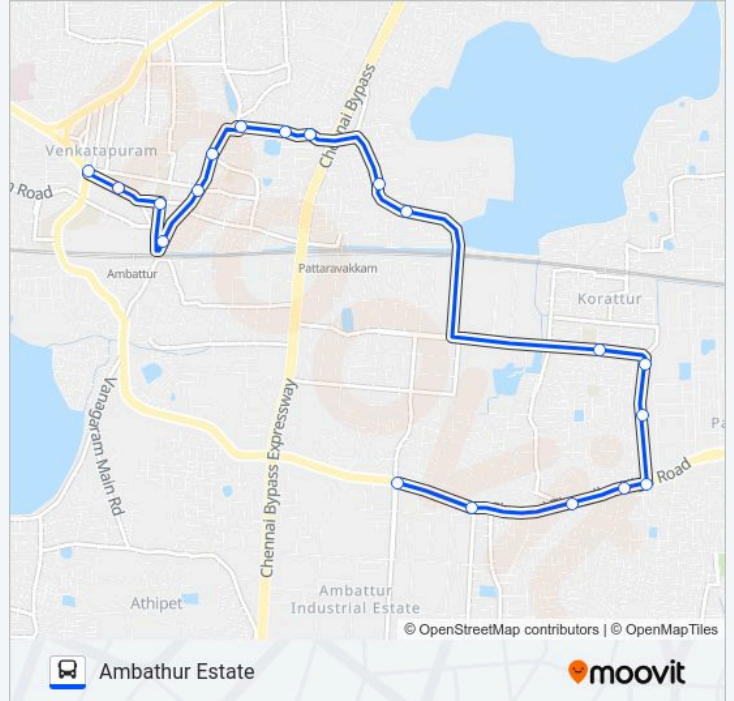 Chennai Bypass
Venkatapuram
Road
Ambattur
Pattaravakkam
Korattur
Vanagaram Main Rd
Chennai Bypass Expressway
Road
Ambattur
Industrial Estate
Athipet
© OpenStreetMap contributors | © OpenMapTiles
Ambathur Estate
moovit